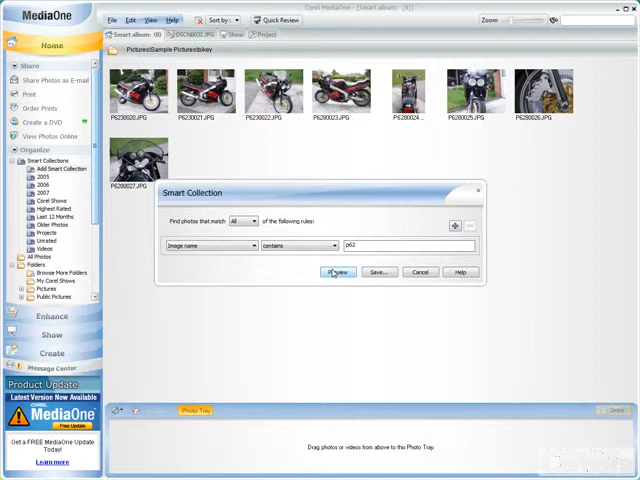 Corel MediaOne - [Smart album: (8)]
MediaOne
File Edit View Help Sort by : Quick Review Zoom
Home
Smart album: (8) DSCN0031.JPG Show Project
Pictures\Sample Pictures\bikey
Share
Share Photos as E-mail
Print
Order Prints
Create a DVD
View Photos Online
Organize
Smart Collections
Add Smart Collection
2005
2006
2007
Corel Shows
Highest Rated
Last 12 Months
Older Photos
Projects
Unrated
Videos
All Photos
Folders
Browse More Folders
My Corel Shows
Pictures
Public Pictures
Enhance
Show
Create
Message Center
Product Update
Latest Version Now Available
COREL
MediaOne
Free Update
Get a FREE MediaOne Update
Today!
Learn more
P6230020.JPG P6230021.JPG P6230022.JPG P6280023.JPG P6280024... P6280025.JPG P6280026.JPG
P6280027.JPG
Smart Collection
Find photos that match All of the following rules:
Image name contains p62
Preview Save... Cancel Help
Photo Tray
Share
Drag photos or videos from above to this Photo Tray.